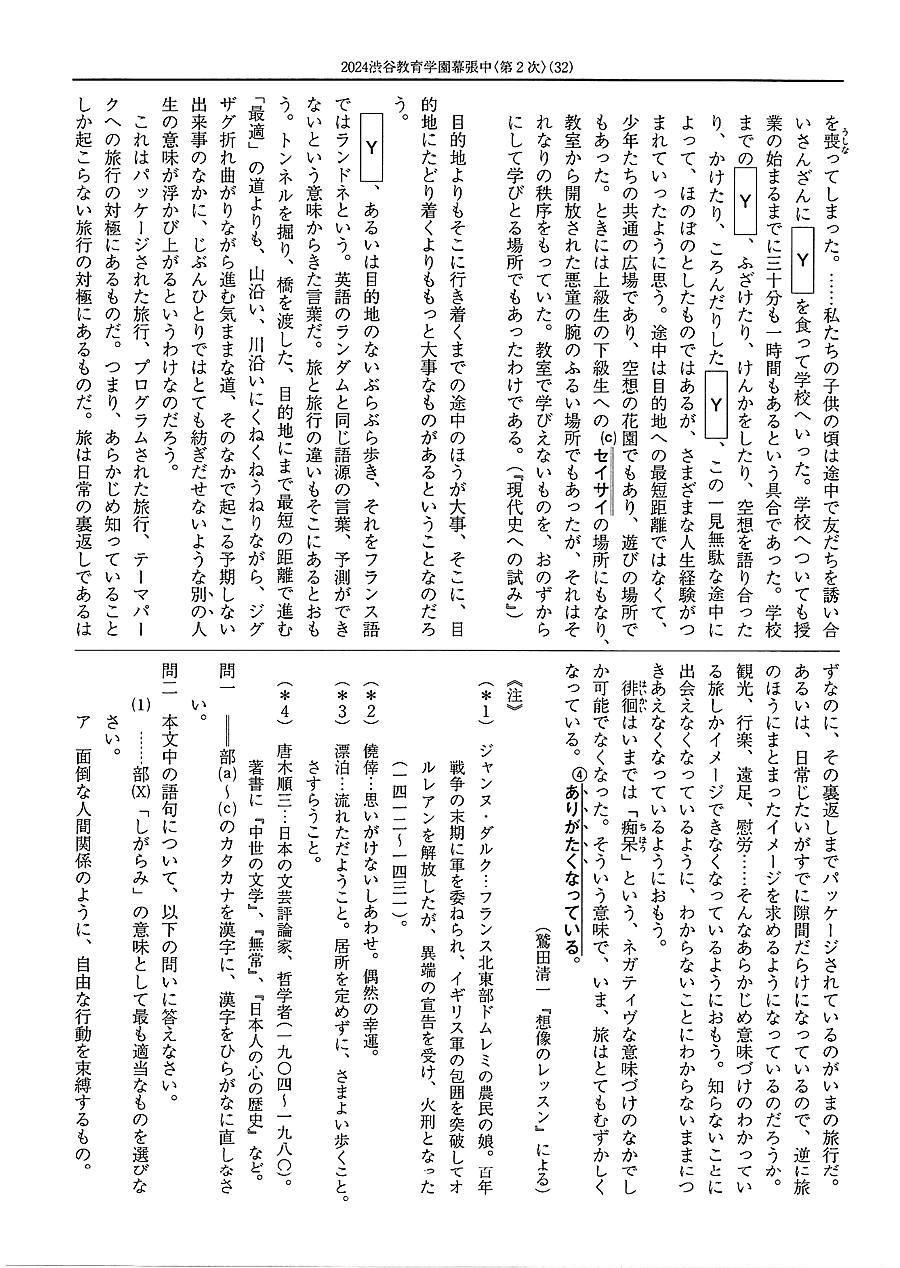 2024渋谷教育学園幕張中〈第2次〉(32)
を喪ってしまった。……私たちの子供の頃は途中で友だちを誘い合
うしな
いさんざんに Y を食って学校へいった。学校へついても授
業の始まるまでに三十分も一時間もあるという具合であった。学校
までの Y 、ふざけたり、けんかをしたり、空想を語り合った
り、かけたり、ころんだりした Y 、この一見無駄な途中に
よって、ほのぼのとしたものではあるが、さまざまな人生経験がつ
まれていったように思う。途中は目的地への最短距離ではなくて、
少年たちの共通の広場であり、空想の花園でもあり、遊びの場所で
もあった。ときには上級生の下級生への(c)セイサイの場所にもなり、
教室から開放された悪童の腕のふるい場所でもあったが、それはそ
れなりの秩序をもっていた。教室で学びえないものを、おのずから
にして学びとる場所でもあったわけである。（『現代史への試み』）
目的地よりもそこに行き着くまでの途中のほうが大事、そこに、目
的地にたどり着くよりももっと大事なものがあるということなのだろ
う。
Y 、あるいは目的地のないぶらぶら歩き、それをフランス語
ではランドネという。英語のランダムと同じ語源の言葉、予測ができ
ないという意味からきた言葉だ。旅と旅行の違いもそこにあるとおも
う。トンネルを掘り、橋を渡した、目的地にまで最短の距離で進む
「最適」の道よりも、山沿い、川沿いにくねくねうねりながら、ジグ
ザグ折れ曲がりながら進む気ままな道、そのなかで起こる予期しない
出来事のなかに、じぶんひとりではとても紡ぎだせないような別の人
生の意味が浮かび上がるというわけなのだろう。
これはパッケージされた旅行、プログラムされた旅行、テーマパー
クへの旅行の対極にあるものだ。つまり、あらかじめ知っていること
しか起こらない旅行の対極にあるものだ。旅は日常の裏返しであるは
ずなのに、その裏返しまでパッケージされているのがいまの旅行だ。
あるいは、日常じたいがすでに隙間だらけになっているので、逆に旅
のほうにまとまったイメージを求めるようになっているのだろうか。
観光、行楽、遠足、慰労……そんなあらかじめ意味づけのわかってい
る旅しかイメージできなくなっているようにおもう。知らないことに
出会えなくなっているように、わからないことにわからないままにつ
きあえなくなっているようにおもう。
徘徊はいまでは「痴呆」という、ネガティヴな意味づけのなかでし
はいかい
ちほう
か可能でなくなった。そういう意味で、いま、旅はとてもむずかしく
なっている。④ありがたくなっている。
（鷲田清一『想像のレッスン』による）
《注》
（＊1） ジャンヌ・ダルク…フランス北東部ドムレミの農民の娘。百年
戦争の末期に軍を委ねられ、イギリス軍の包囲を突破してオ
ルレアンを解放したが、異端の宣告を受け、火刑となった
（一四一二～一四三一）。
（＊2） 僥倖…思いがけないしあわせ。偶然の幸運。
（＊3） 漂泊…流れただようこと。居所を定めずに、さまよい歩くこと。
さすらうこと。
（＊4） 唐木順三…日本の文芸評論家、哲学者（一九〇四～一九八〇）。
著書に『中世の文学』、『無常』、『日本人の心の歴史』など。
問一 ＝＝部(a)～(c)のカタカナを漢字に、漢字をひらがなに直しなさ
い。
問二 本文中の語句について、以下の問いに答えなさい。
(1) ……部(X)「しがらみ」の意味として最も適当なものを選びな
さい。
ア 面倒な人間関係のように、自由な行動を束縛するもの。